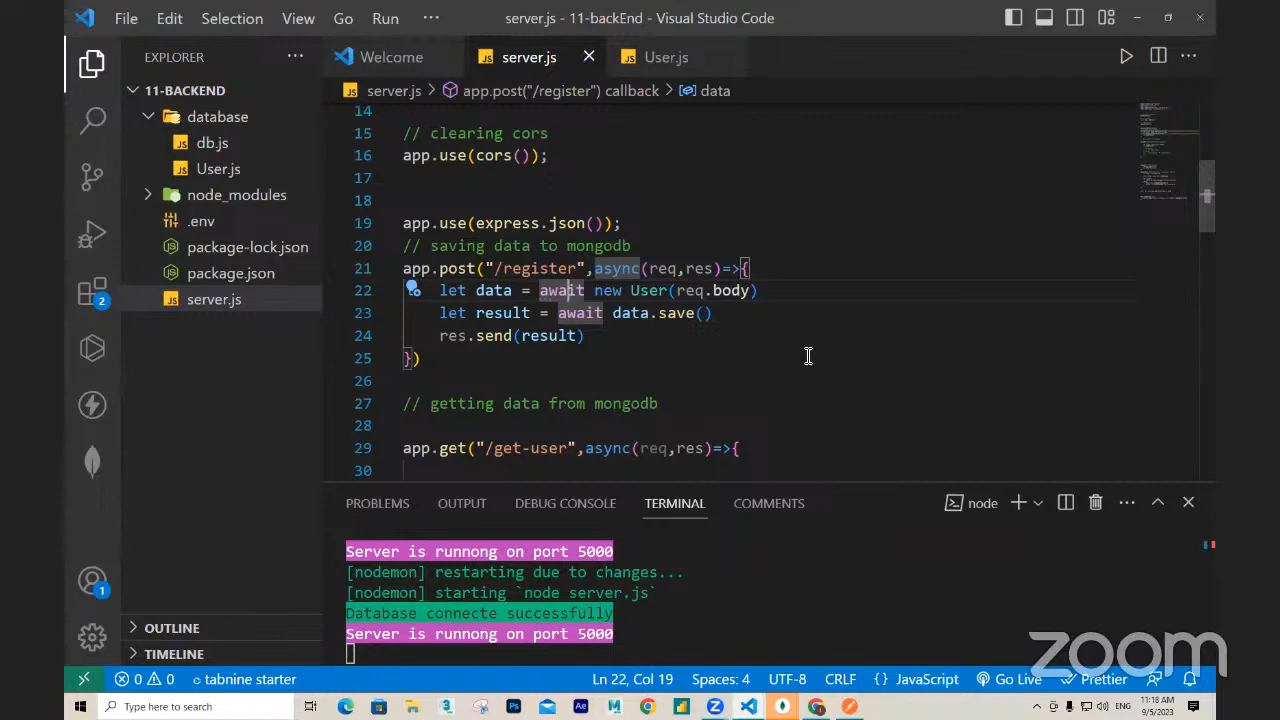 File Edit Selection View Go Run ··· server.js - 11-backEnd - Visual Studio Code
EXPLORER ···
Welcome server.js User.js
server.js > app.post("/register") callback > data
11-BACKEND
database
db.js
User.js
node_modules
.env
package-lock.json
package.json
server.js
14
15 // clearing cors
16 app.use(cors());
17
18
19 app.use(express.json());
20 // saving data to mongodb
21 app.post("/register",async(req,res)=>{
22 let data = await new User(req.body)
23 let result = await data.save()
24 res.send(result)
25 })
26
27 // getting data from mongodb
28
29 app.get("/get-user",async(req,res)=>{
30
2
1
PROBLEMS OUTPUT DEBUG CONSOLE TERMINAL COMMENTS node
Server is runnong on port 5000
[nodemon] restarting due to changes...
[nodemon] starting `node server.js`
Database connecte successfully
Server is runnong on port 5000
OUTLINE
TIMELINE
zoom
0 0 tabnine starter Ln 22, Col 19 Spaces: 4 UTF-8 CRLF {} JavaScript Go Live Prettier
Type here to search
11:18 AM
9/5/2023